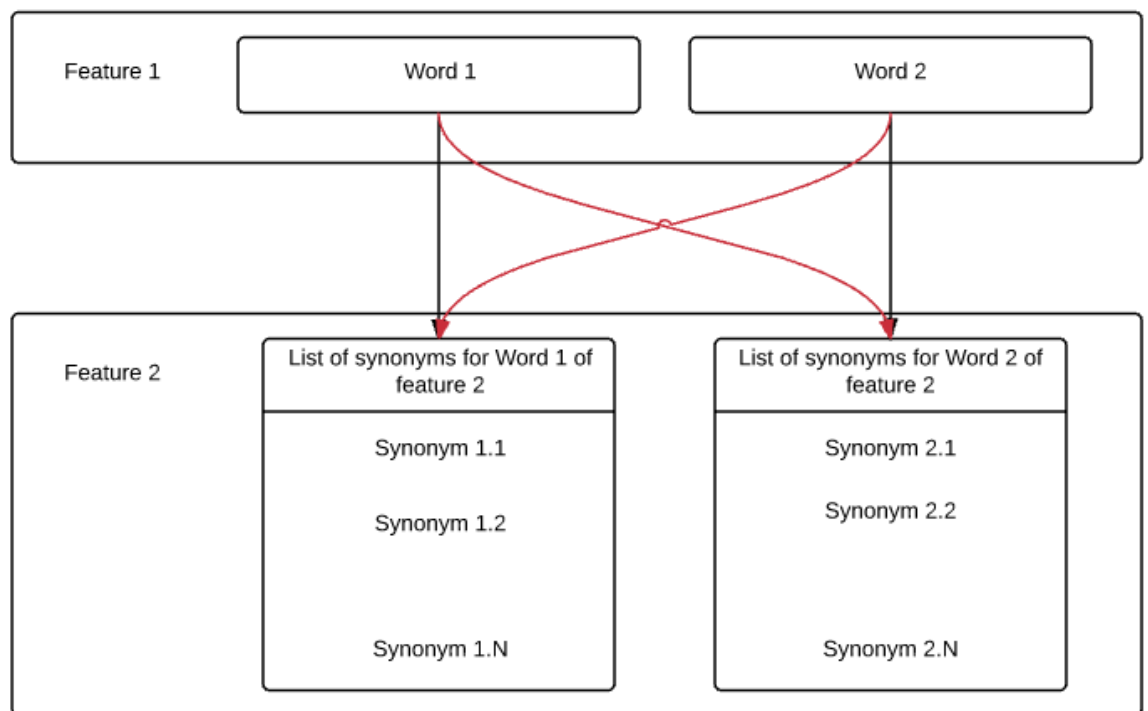 Feature 1
Word 1
Word 2
Feature 2
List of synonyms for Word 1 of
feature 2
Synonym 1.1
Synonym 1.2
Synonym 1.N
List of synonyms for Word 2 of
feature 2
Synonym 2.1
Synonym 2.2
Synonym 2.N